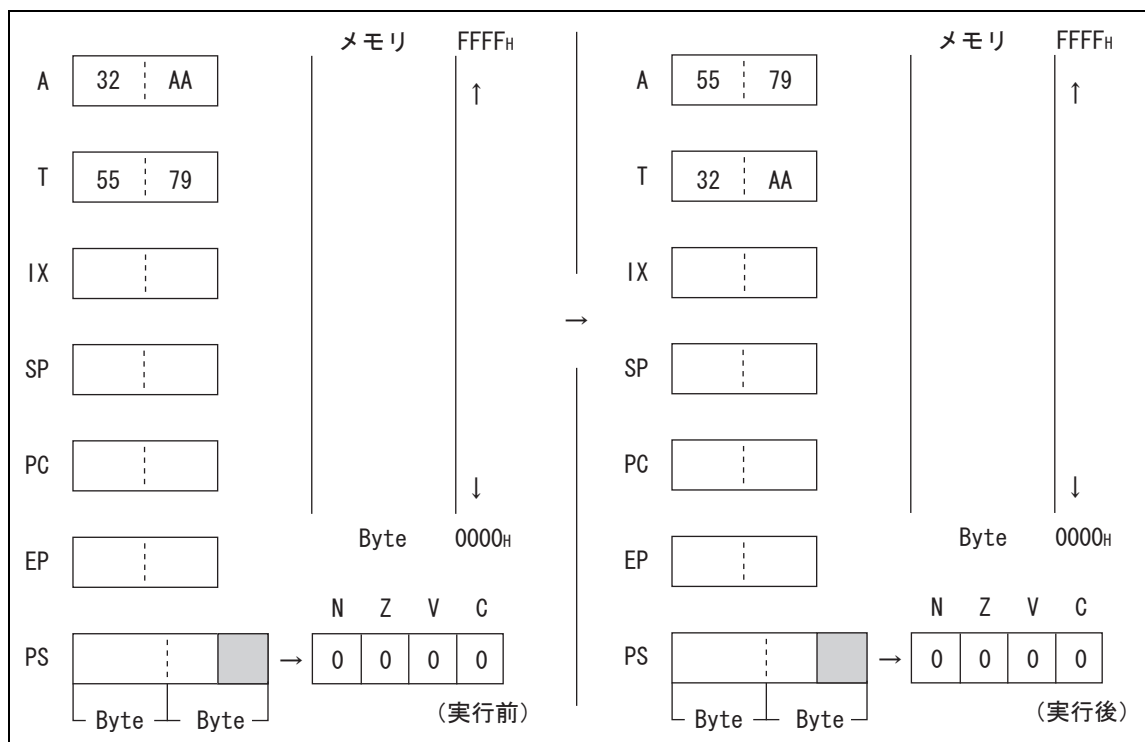 メモリ FFFFH
A 32 AA ↑
T 55 79
IX
SP
PC
↓
Byte 0000H
EP
N Z V C
PS → 0 0 0 0
Byte Byte (実行前)
→
メモリ FFFFH
A 55 79 ↑
T 32 AA
IX
SP
PC
↓
Byte 0000H
EP
N Z V C
PS → 0 0 0 0
Byte Byte (実行後)